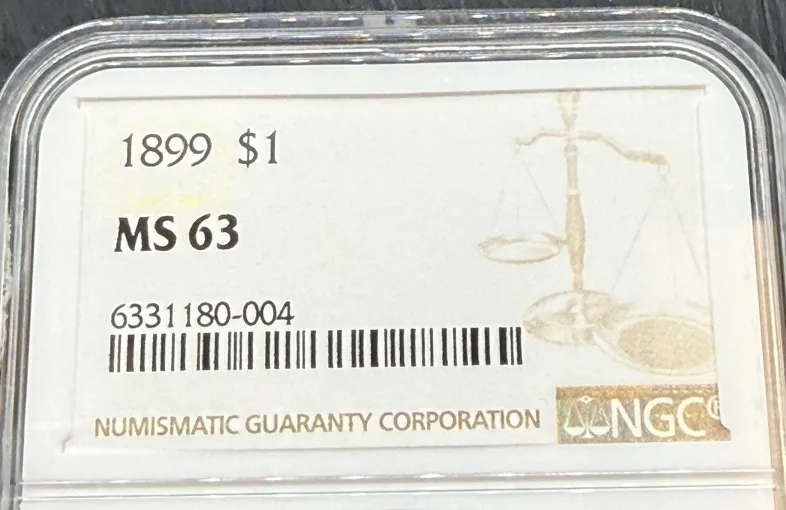 1899 $1
MS 63
6331180-004
NUMISMATIC GUARANTY CORPORATION
NGC®